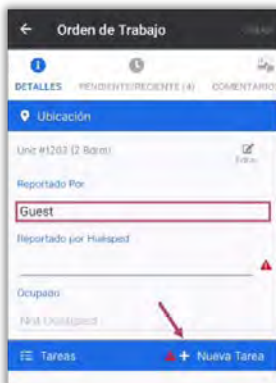 Orden de Trabajo
DETALLES PENDIENTE/RECIENTE (4) COMENTARIOS
Ubicación
Unit #1203 (2 Bdrm)
Editar
Reportado Por
Guest
Reportado por Huésped
Ocupado
Not Occupied
Tareas + Nueva Tarea